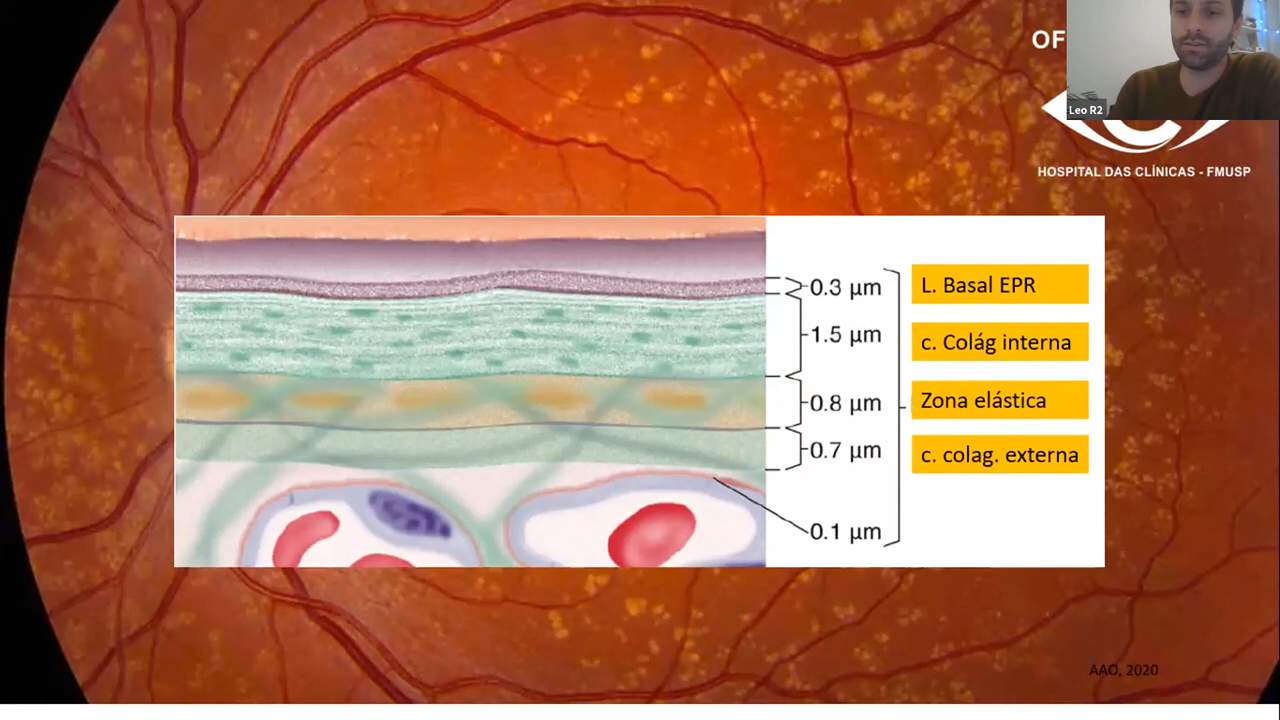 OF
Leo R2
HOSPITAL DAS CLÍNICAS - FMUSP
0.3 µm
L. Basal EPR
1.5 µm
c. Colág interna
0.8 µm
Zona elástica
0.7 µm
c. colag. externa
0.1 µm
AAO, 2020